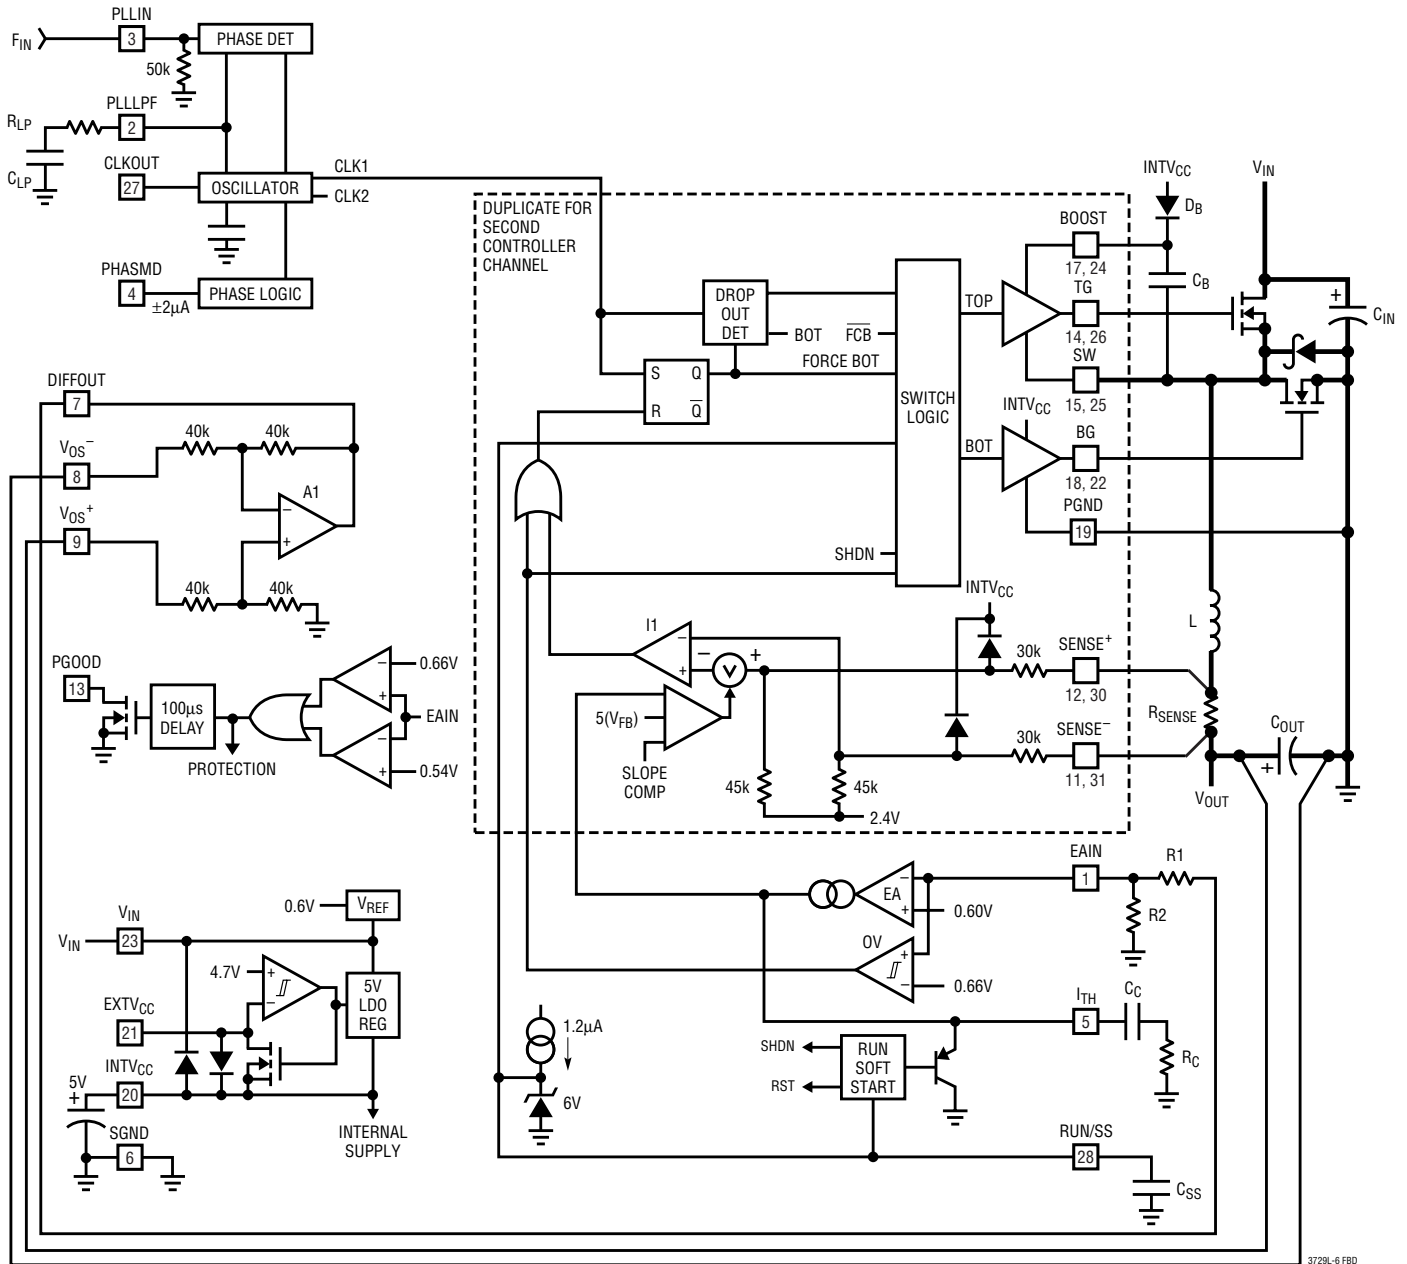 PLLIN
F_IN
3
PHASE DET
50k
PLLLPF
R_LP
2
CLKOUT
C_LP
27
OSCILLATOR
CLK1
CLK2
PHASMD
4
±2µA
PHASE LOGIC
DUPLICATE FOR
SECOND
CONTROLLER
CHANNEL
INTV_CC
V_IN
D_B
BOOST
17, 24
C_B
TG
14, 26
+
C_IN
SW
15, 25
DROP
OUT
DET
BOT
FCB
FORCE BOT
TOP
SWITCH
LOGIC
S
Q
R
Q
INTV_CC
BOT
BG
18, 22
PGND
19
SHDN
DIFFOUT
7
V_OS−
8
40k
40k
A1
−
+
V_OS+
9
40k
40k
PGOOD
13
100µs
DELAY
PROTECTION
−
0.66V
+
EAIN
−
+
0.54V
INTV_CC
I1
−
+
−
V
+
5(V_FB)
SLOPE
COMP
45k
45k
2.4V
30k
SENSE+
12, 30
30k
SENSE−
11, 31
L
R_SENSE
C_OUT
+
V_OUT
EAIN
1
R1
R2
−
EA
+
0.60V
OV
+
−
0.66V
V_IN
V_IN
23
0.6V
V_REF
4.7V
+
−
5V
LDO
REG
EXTV_CC
21
INTV_CC
5V
+
20
SGND
6
INTERNAL
SUPPLY
1.2µA
6V
SHDN
RST
RUN
SOFT
START
I_TH
5
C_C
R_C
RUN/SS
28
C_SS
3729L-6 FBD